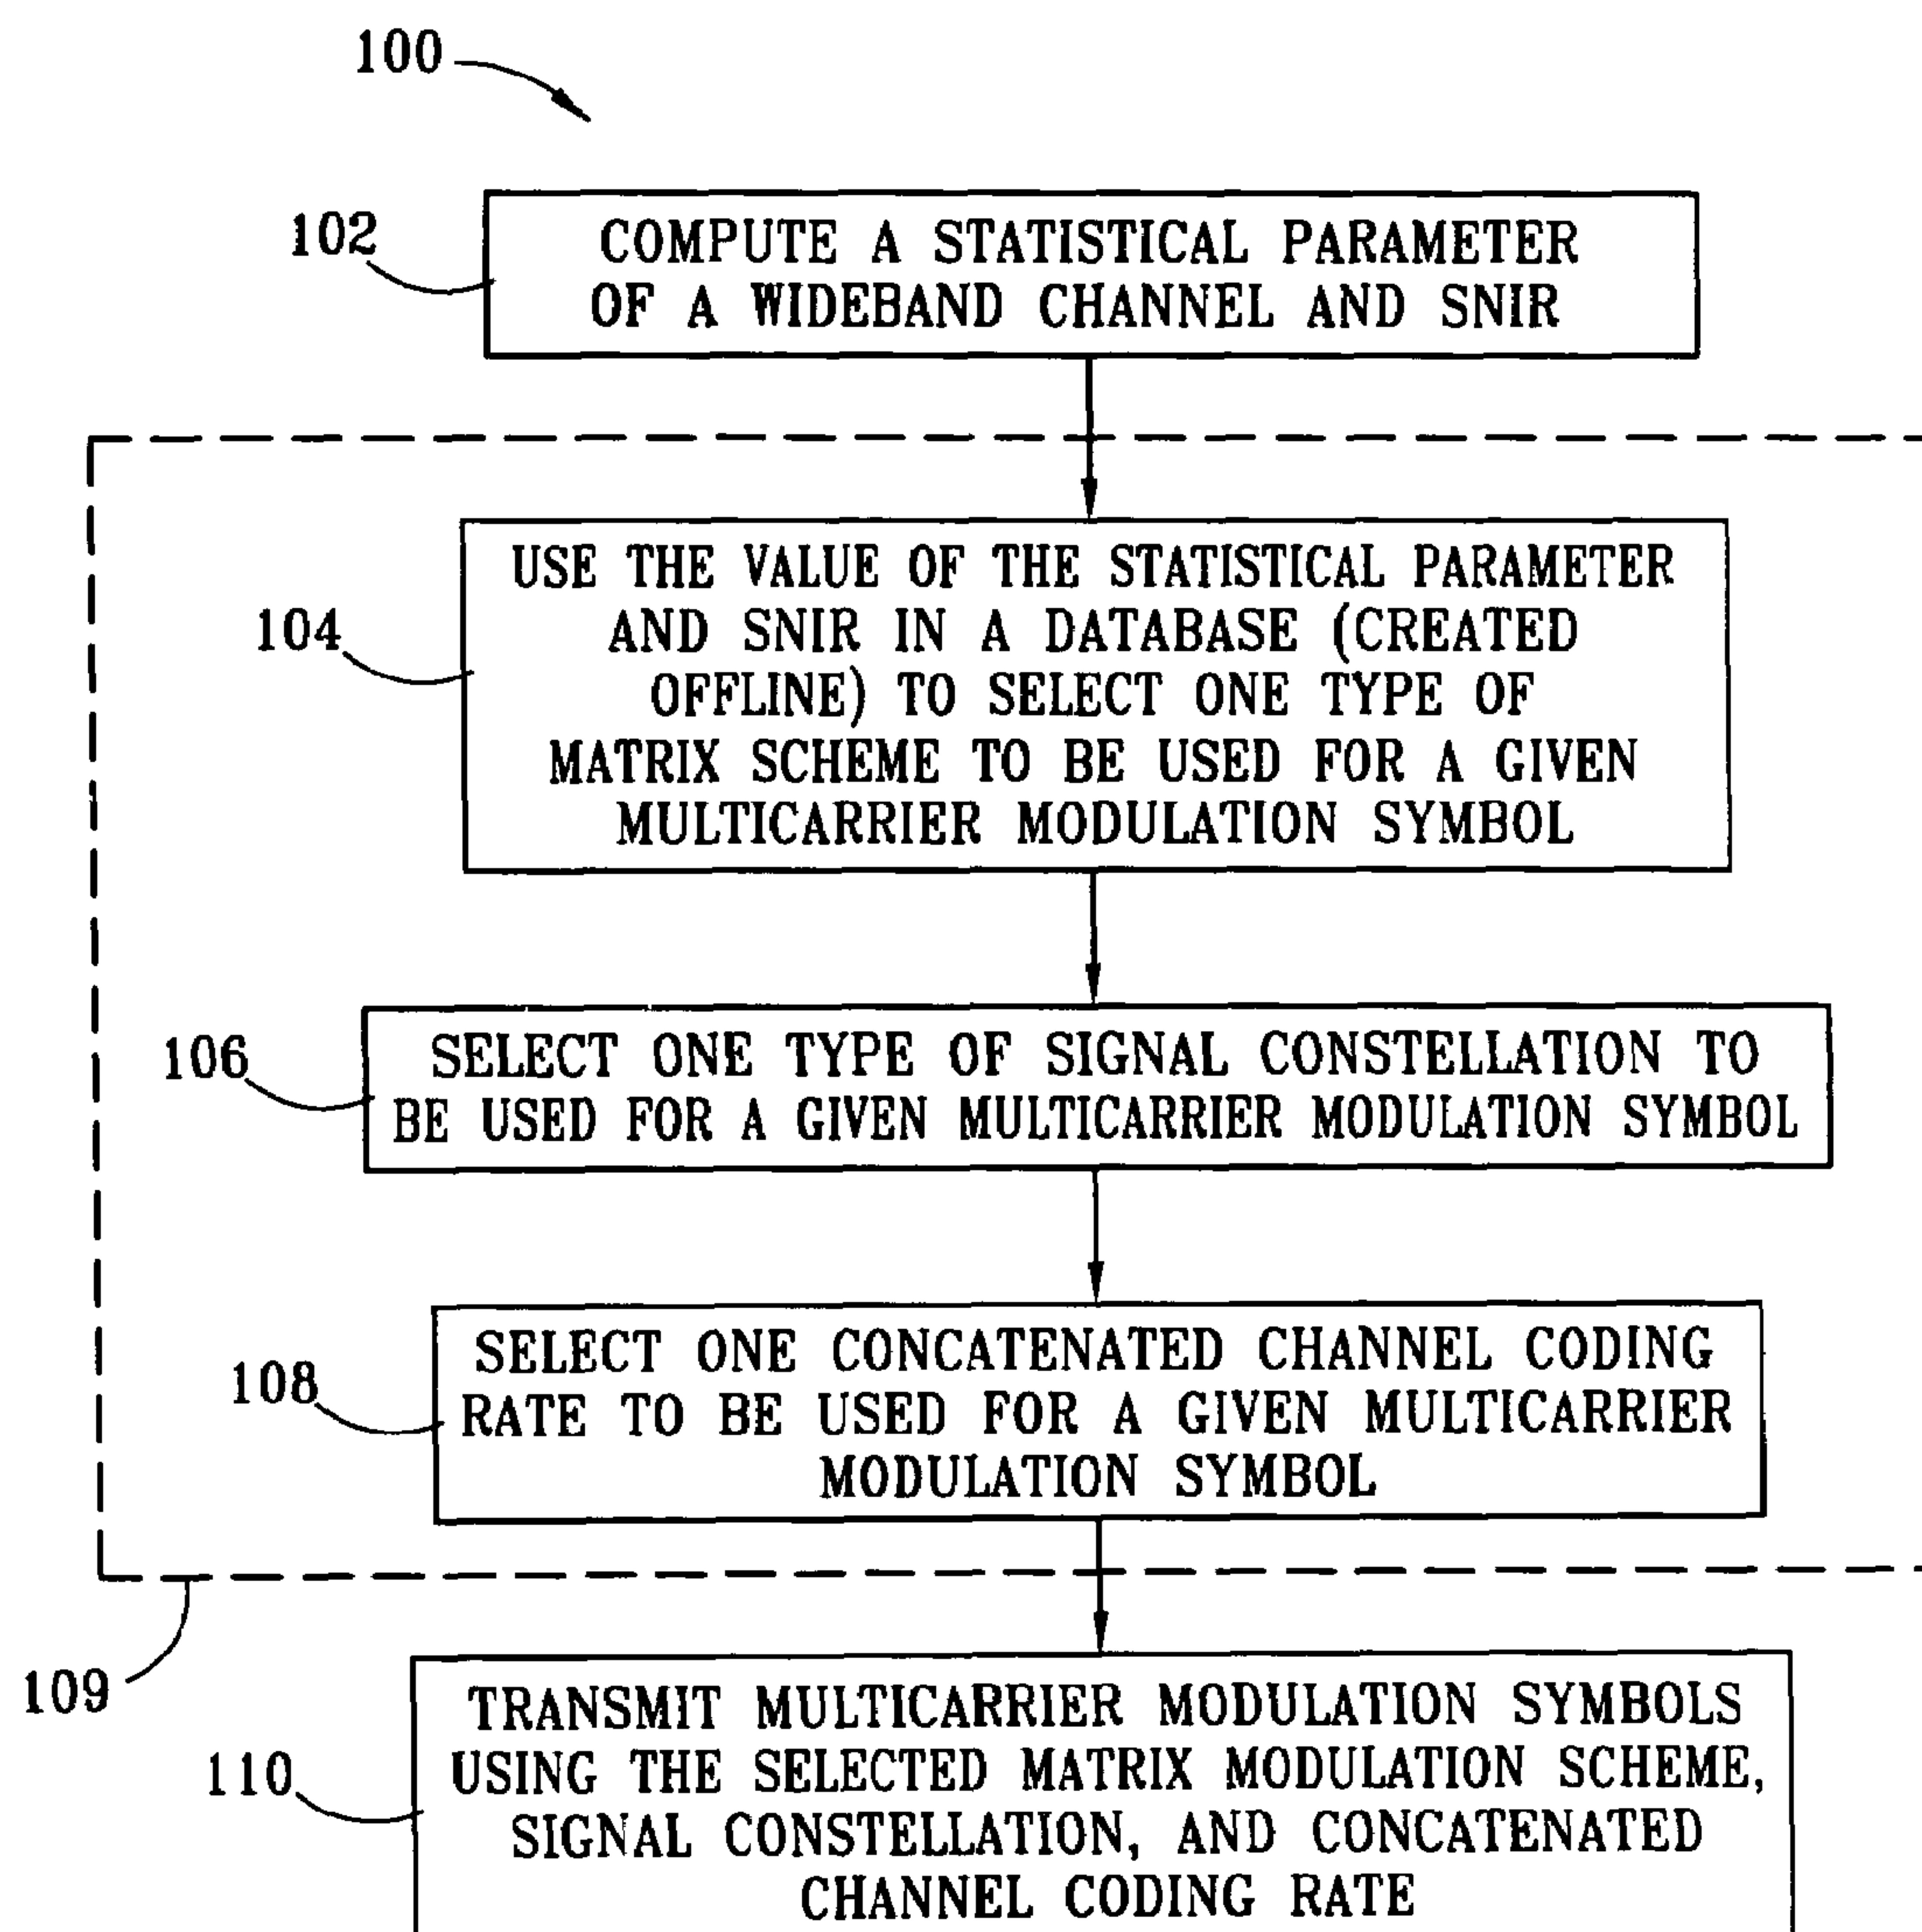 100
102
COMPUTE A STATISTICAL PARAMETER
OF A WIDEBAND CHANNEL AND SNIR
104
USE THE VALUE OF THE STATISTICAL PARAMETER
AND SNIR IN A DATABASE (CREATED
OFFLINE) TO SELECT ONE TYPE OF
MATRIX SCHEME TO BE USED FOR A GIVEN
MULTICARRIER MODULATION SYMBOL
106
SELECT ONE TYPE OF SIGNAL CONSTELLATION TO
BE USED FOR A GIVEN MULTICARRIER MODULATION SYMBOL
108
SELECT ONE CONCATENATED CHANNEL CODING
RATE TO BE USED FOR A GIVEN MULTICARRIER
MODULATION SYMBOL
109
110
TRANSMIT MULTICARRIER MODULATION SYMBOLS
USING THE SELECTED MATRIX MODULATION SCHEME,
SIGNAL CONSTELLATION, AND CONCATENATED
CHANNEL CODING RATE